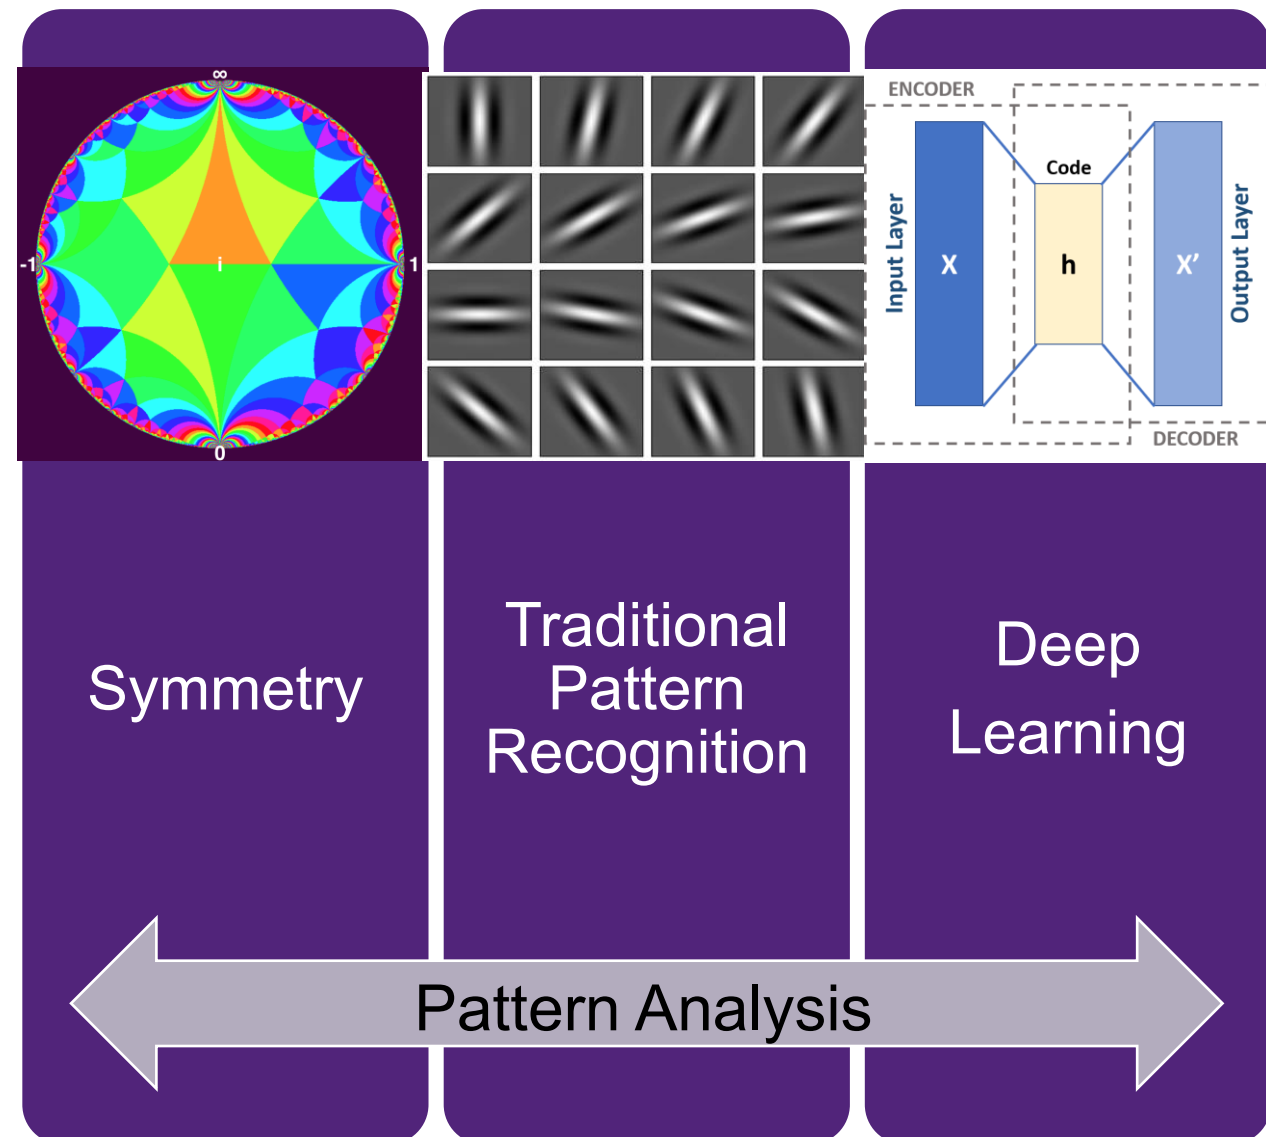 ∞
-1
i
1
0
ENCODER
Code
Input Layer
X
h
X'
Output Layer
DECODER
Symmetry
Traditional
Pattern
Recognition
Deep
Learning
Pattern Analysis